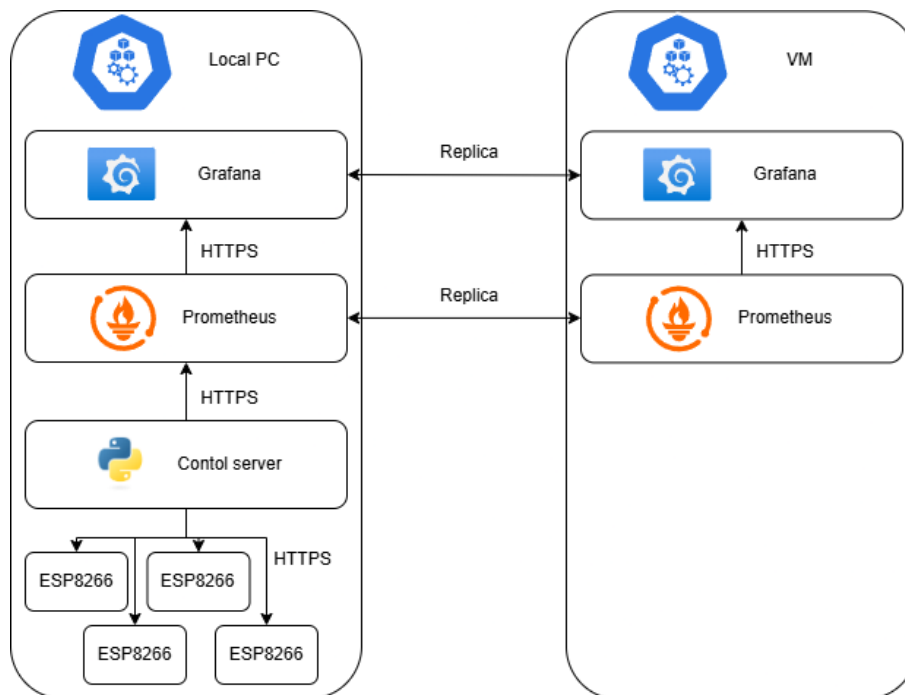 Local PC
VM
Grafana
Replica
Grafana
HTTPS
HTTPS
Prometheus
Replica
Prometheus
HTTPS
Contol server
HTTPS
ESP8266
ESP8266
ESP8266
ESP8266